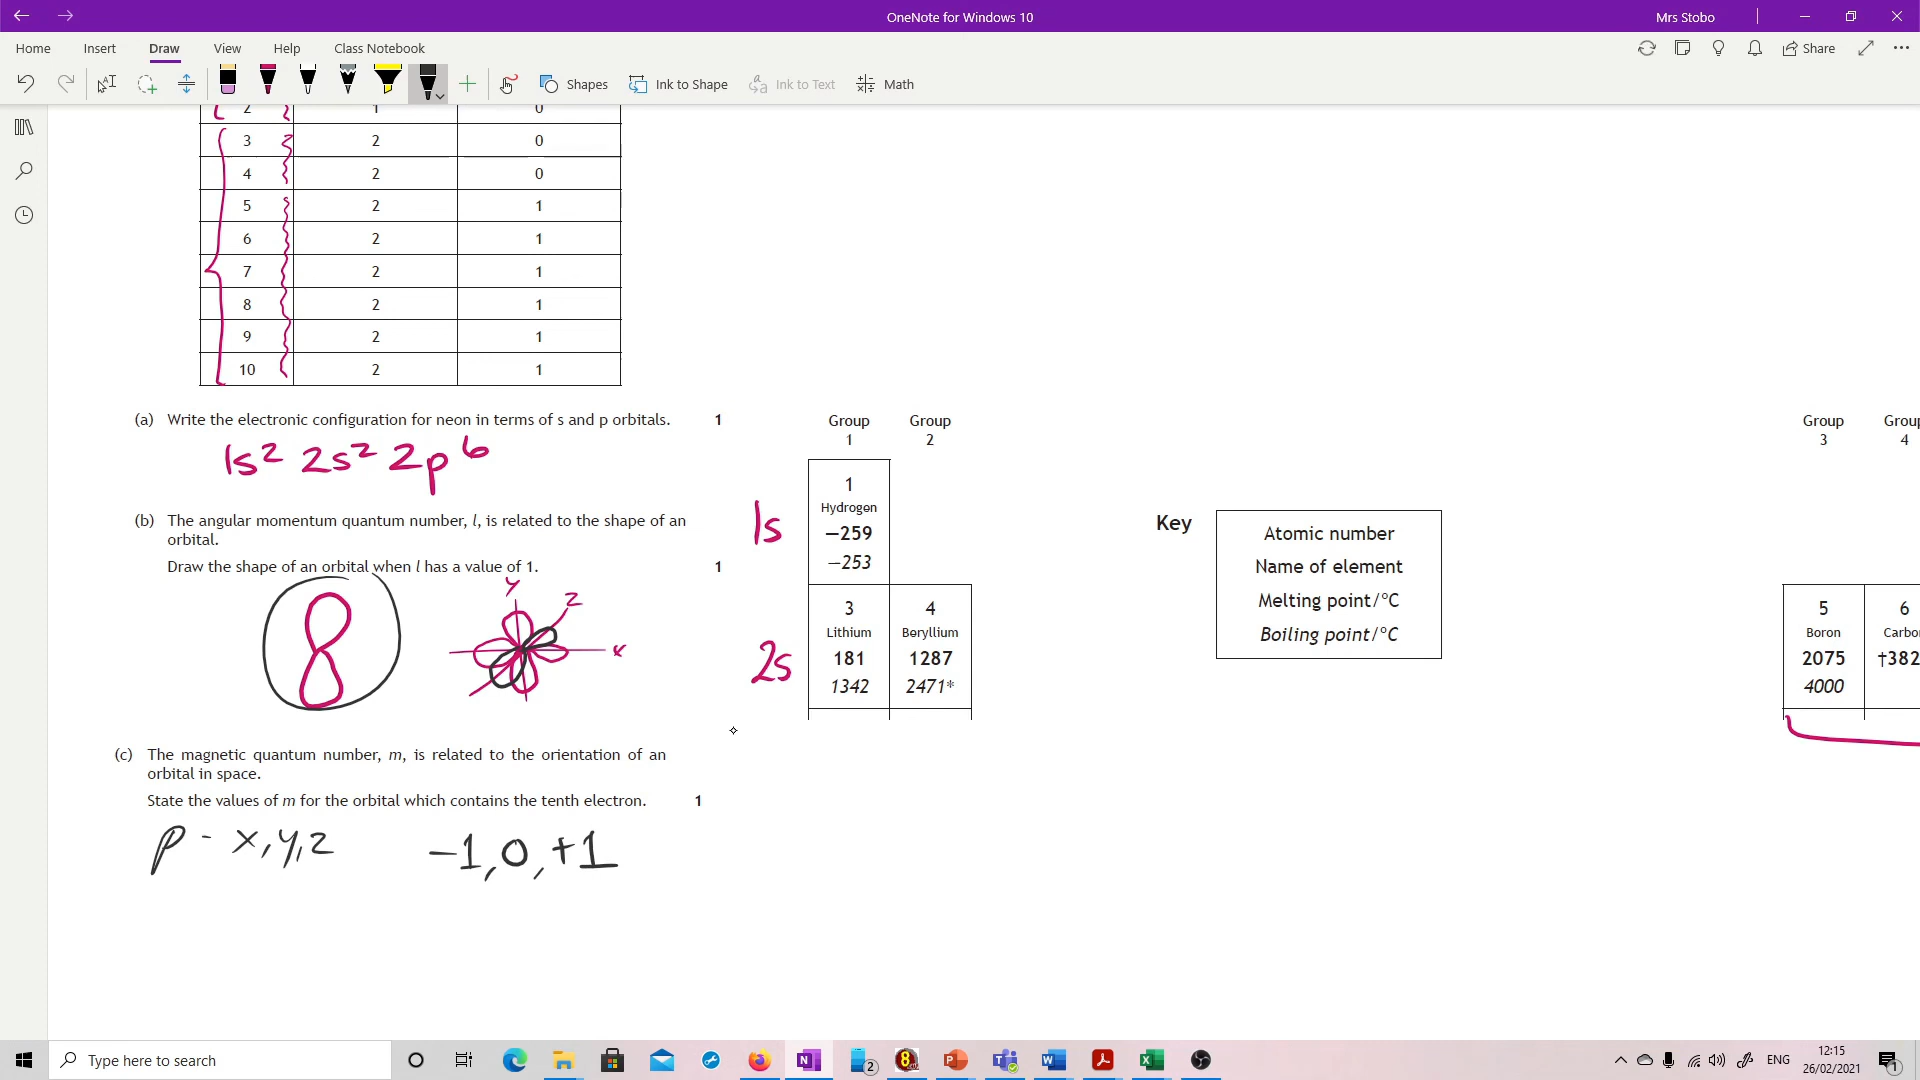 OneNote for Windows 10
Mrs Stobo
Home Insert Draw View Help Class Notebook
Share
Shapes Ink to Shape Ink to Text Math
2 1 0
3 2 0
4 2 0
5 2 1
6 2 1
7 2 1
8 2 1
9 2 1
10 2 1
(a) Write the electronic configuration for neon in terms of s and p orbitals. 1
1s² 2s² 2p⁶
(b) The angular momentum quantum number, l, is related to the shape of an
orbital.
Draw the shape of an orbital when l has a value of 1. 1
y
z
x
(c) The magnetic quantum number, m, is related to the orientation of an
orbital in space.
State the values of m for the orbital which contains the tenth electron. 1
p - x, y, z -1, 0, +1
Group
1
Group
2
1s
1
Hydrogen
−259
−253
2s
3
Lithium
181
1342
4
Beryllium
1287
2471*
Key
Atomic number
Name of element
Melting point/°C
Boiling point/°C
Group
3
Grou
4
5
Boron
2075
4000
6
Carbo
†382
Type here to search
2
8
ENG
12:15
26/02/2021
1